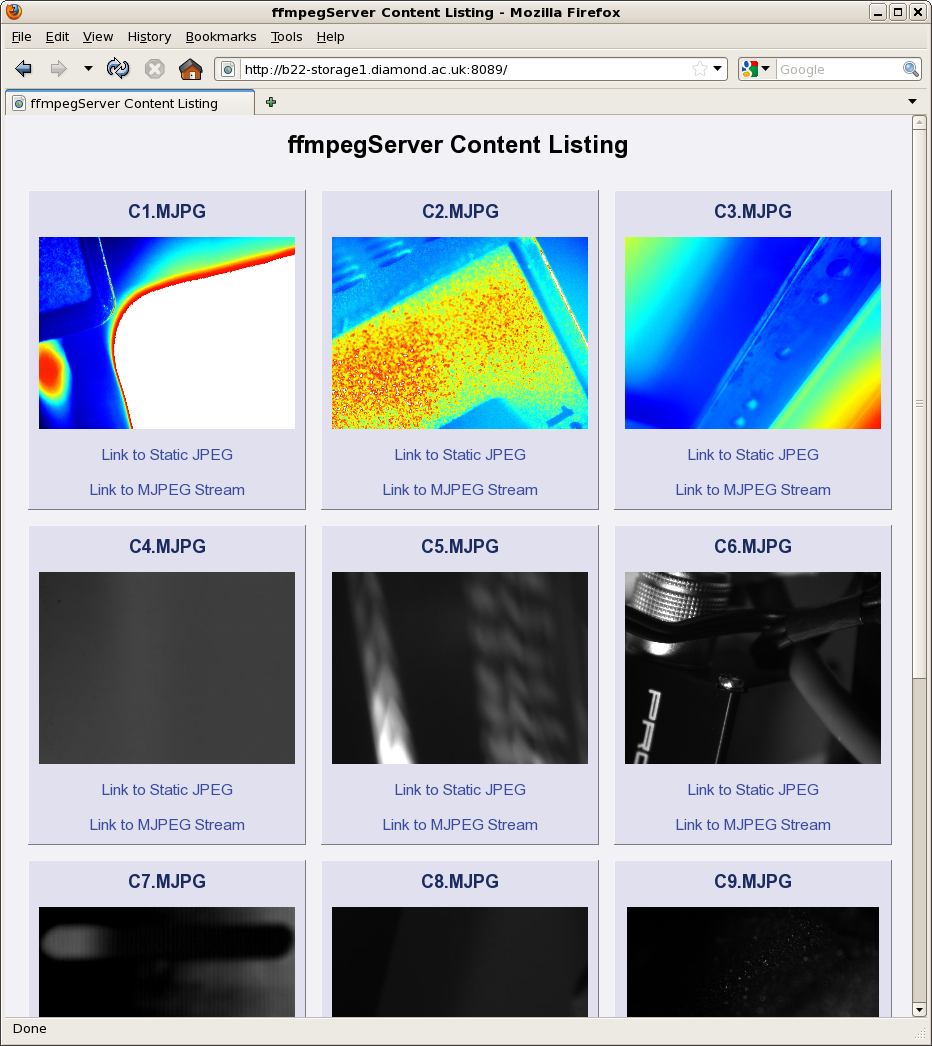 ffmpegServer Content Listing - Mozilla Firefox
File Edit View History Bookmarks Tools Help
http://b22-storage1.diamond.ac.uk:8089/ Google
ffmpegServer Content Listing
ffmpegServer Content Listing
C1.MJPG C2.MJPG C3.MJPG
Link to Static JPEG Link to Static JPEG Link to Static JPEG
Link to MJPEG Stream Link to MJPEG Stream Link to MJPEG Stream
C4.MJPG C5.MJPG C6.MJPG
PRO
Link to Static JPEG Link to Static JPEG Link to Static JPEG
Link to MJPEG Stream Link to MJPEG Stream Link to MJPEG Stream
C7.MJPG C8.MJPG C9.MJPG
Done